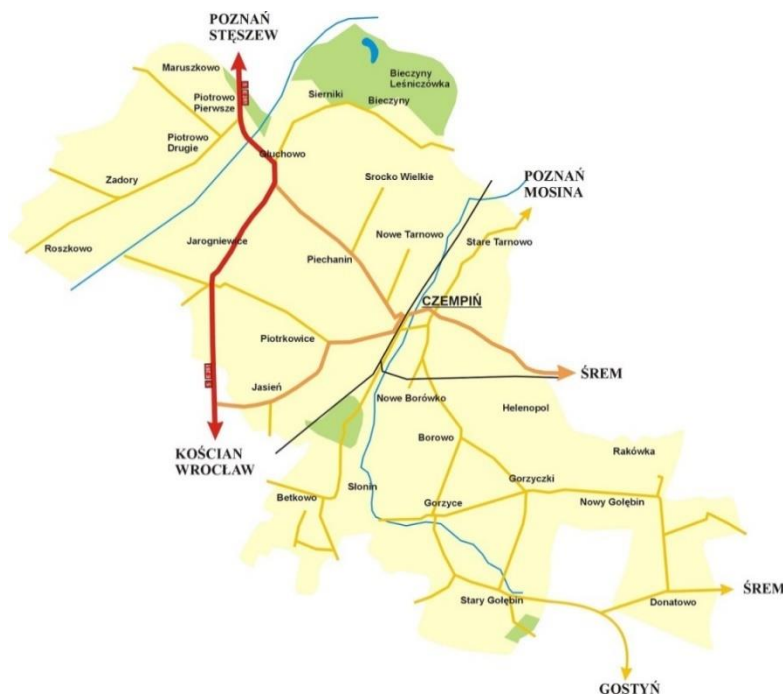 POZNAŃ
STĘSZEW
Maruszkowo
Piotrowo
Pierwsze
Bieczyny
Leśniczówka
Sierniki
Bieczyny
Piotrowo
Drugie
Głuchowo
Zadory
Srocko Wielkie
POZNAŃ
MOSINA
Roszkowo
Jarogniewice
Nowe Tarnowo
Stare Tarnowo
Piechanin
CZEMPIŃ
Piotrkowice
ŚREM
Jasień
Nowe Borówko
Helenopol
KOŚCIAN
WROCŁAW
Borowo
Rakówka
Betkowo
Słonin
Gorzyce
Gorzyczki
Nowy Gołębin
Stary Gołębin
Donatowo
ŚREM
GOSTYŃ